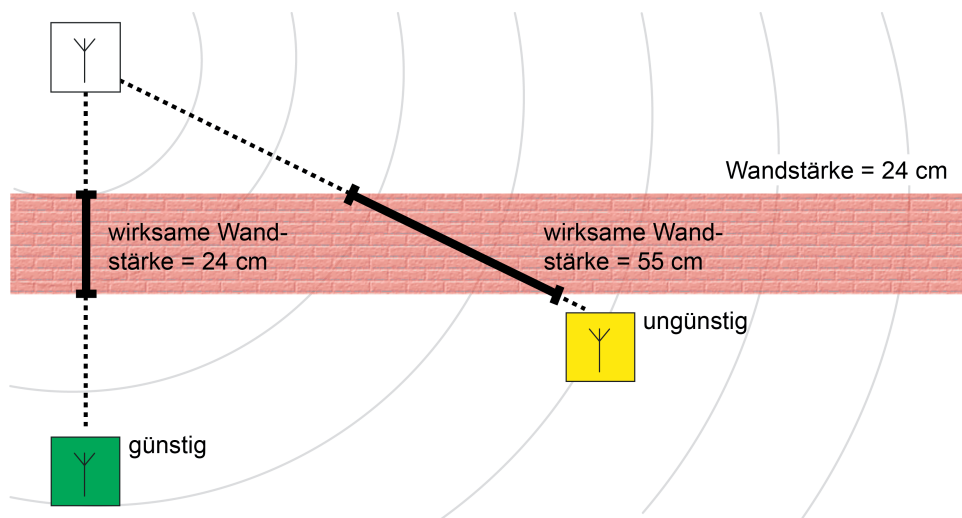 Wandstärke = 24 cm
wirksame Wand-
stärke = 24 cm
wirksame Wand-
stärke = 55 cm
ungünstig
günstig